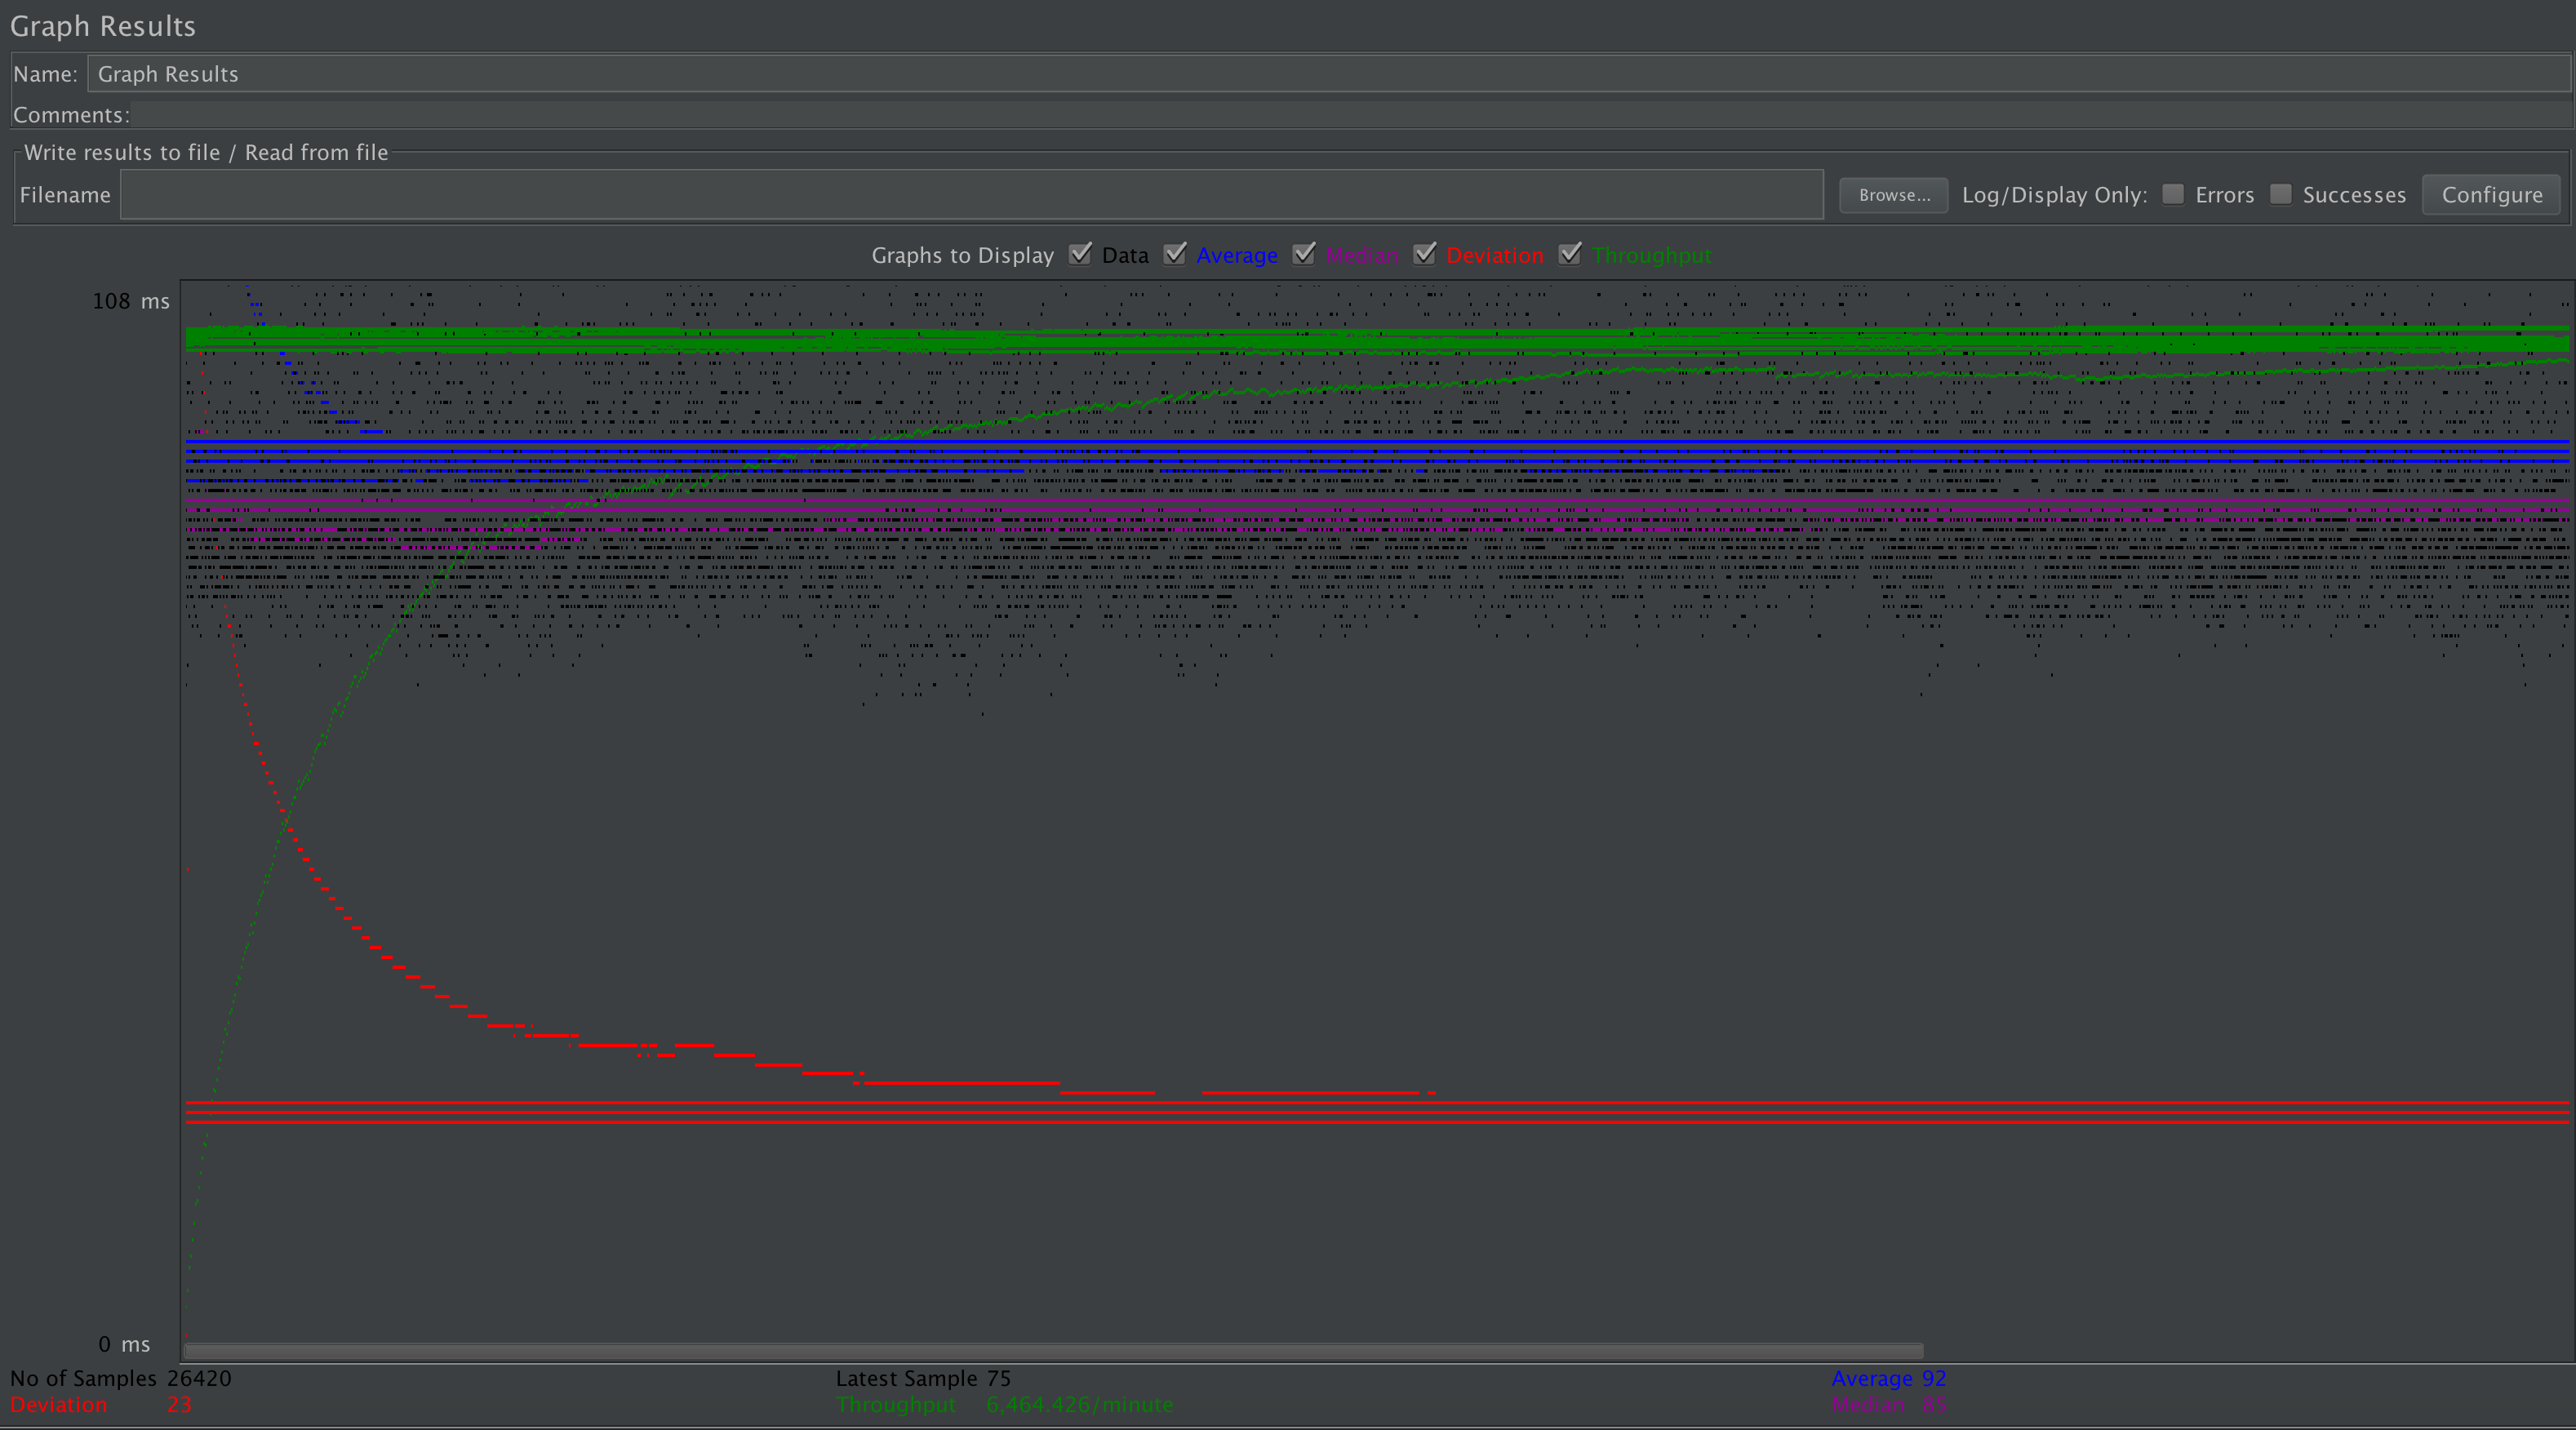 Graph Results
Name: Graph Results
Comments:
Write results to file / Read from file
Filename Browse... Log/Display Only: Errors Successes Configure
Graphs to Display Data Average Median Deviation Throughput
108 ms
0 ms
No of Samples 26420 Latest Sample 75 Average 92
Deviation 23 Throughput 6,464.426/minute Median 85